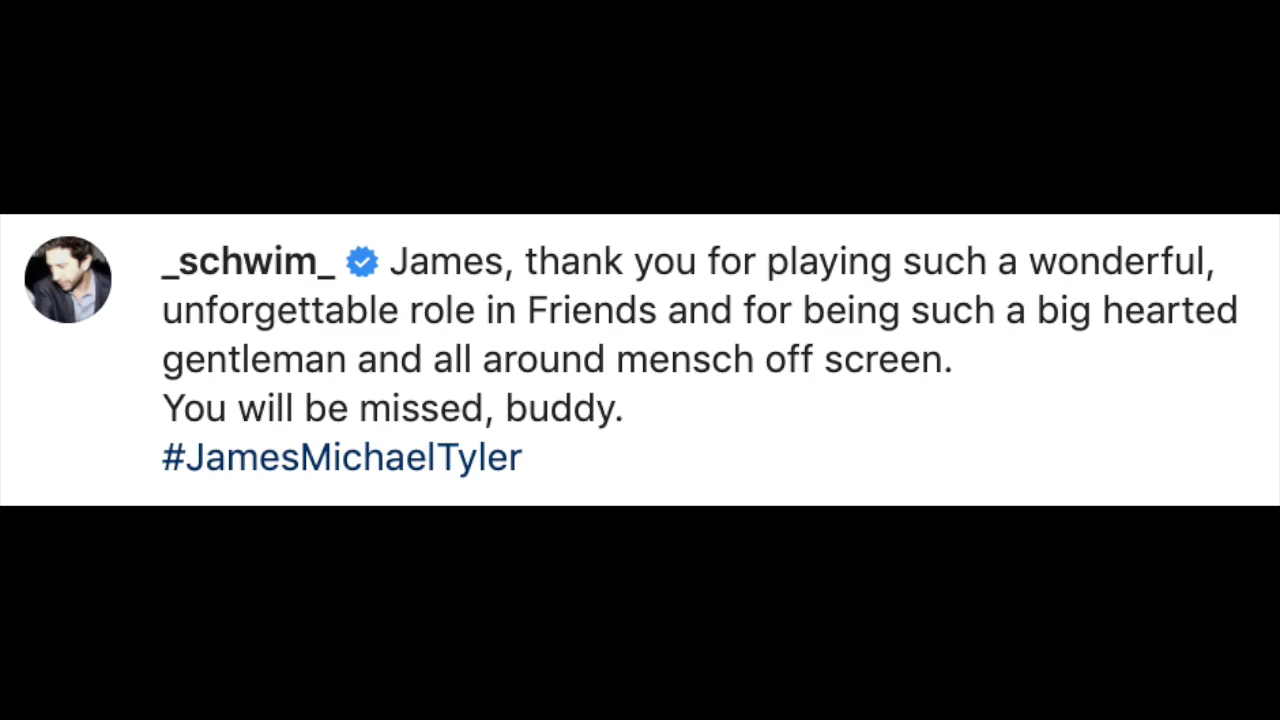 _schwim_ James, thank you for playing such a wonderful,
unforgettable role in Friends and for being such a big hearted
gentleman and all around mensch off screen.
You will be missed, buddy.
#JamesMichaelTyler